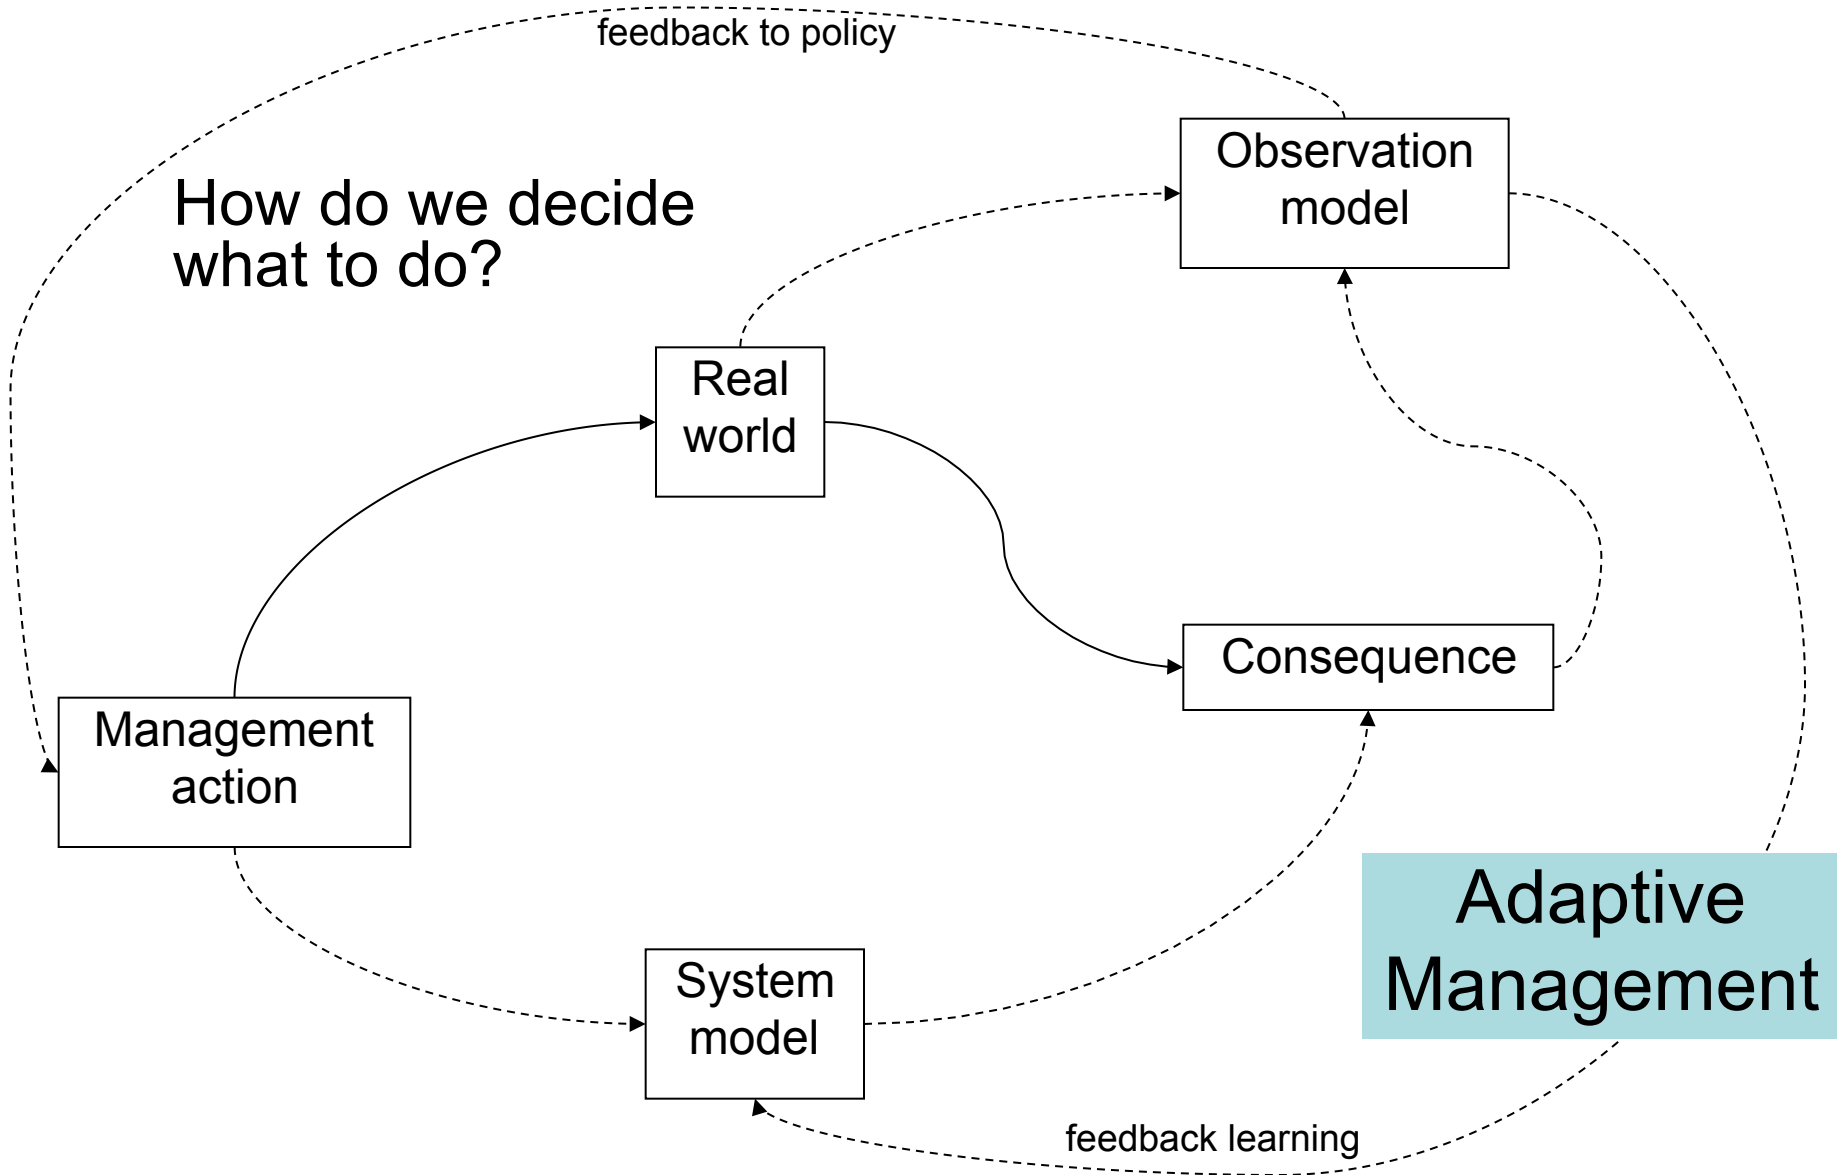 feedback to policy
Observation
model
How do we decide
what to do?
Real
world
Consequence
Management
action
Adaptive
Management
System
model
feedback learning